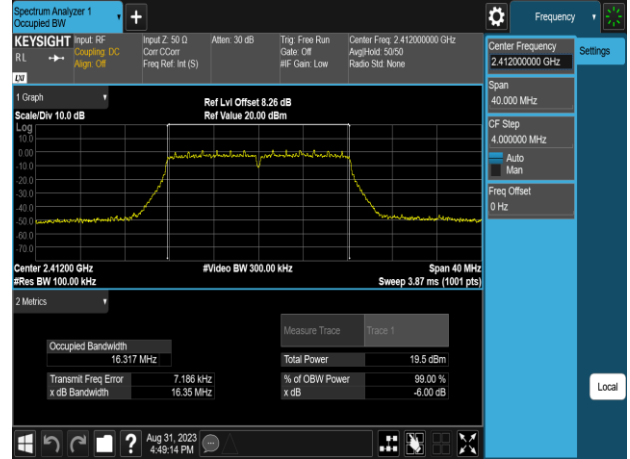 Spectrum Analyzer 1
Occupied BW
+
Frequency
KEYSIGHT
RL
LXI
Input: RF
Coupling: DC
Align: Off
Input Z: 50 Ω
Corr CCorr
Freq Ref: Int (S)
Atten: 30 dB
Trig: Free Run
Gate: Off
#IF Gain: Low
Center Freq: 2.412000000 GHz
Avg|Hold: 50/50
Radio Std: None
Center Frequency
2.412000000 GHz
Settings
Span
40.000 MHz
CF Step
4.000000 MHz
Auto
Man
Freq Offset
0 Hz
Local
1 Graph
Scale/Div 10.0 dB
Ref Lvl Offset 8.26 dB
Ref Value 20.00 dBm
Log
10.0
0.00
-10.0
-20.0
-30.0
-40.0
-50.0
-60.0
-70.0
Center 2.41200 GHz
#Res BW 100.00 kHz
#Video BW 300.00 kHz
Span 40 MHz
Sweep 3.87 ms (1001 pts)
2 Metrics
Measure Trace Trace 1
Occupied Bandwidth
16.317 MHz
Total Power 19.5 dBm
Transmit Freq Error 7.186 kHz
% of OBW Power 99.00 %
x dB Bandwidth 16.35 MHz
x dB -6.00 dB
?
Aug 31, 2023
4:49:14 PM